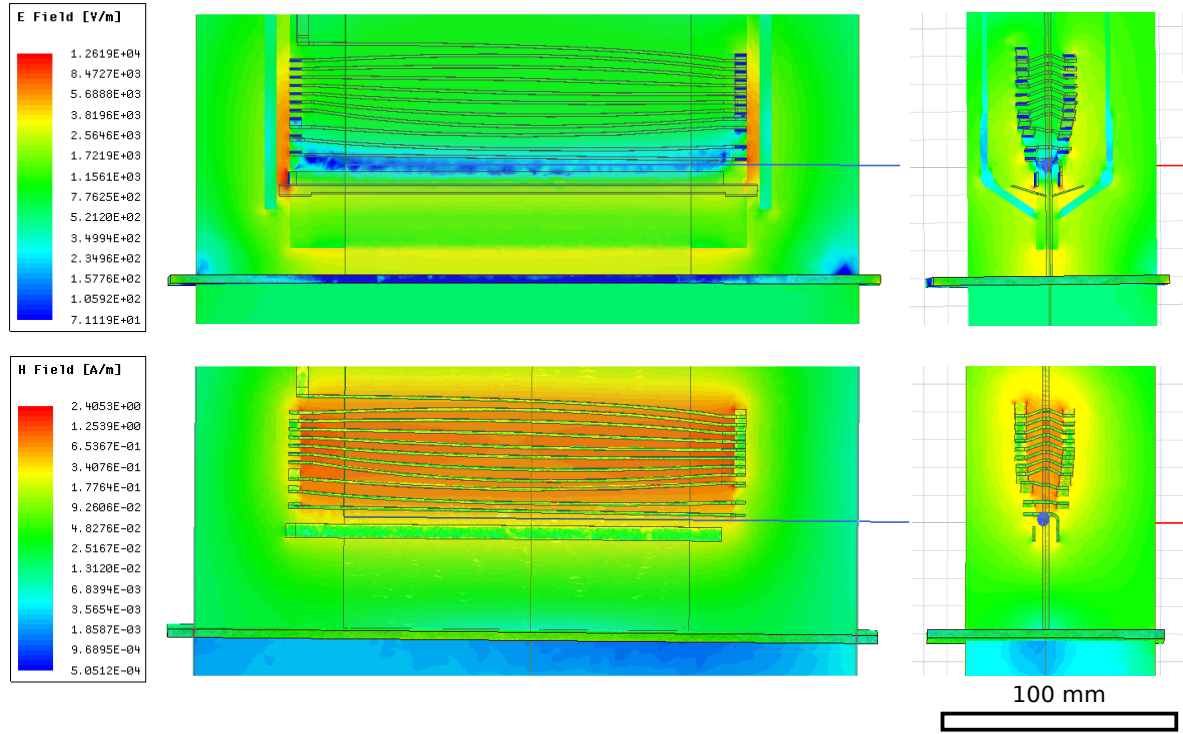 E Field [V/m]
1.2619E+04
8.4727E+03
5.6888E+03
3.8196E+03
2.5646E+03
1.7219E+03
1.1561E+03
7.7625E+02
5.2120E+02
3.4994E+02
2.3496E+02
1.5776E+02
1.0592E+02
7.1119E+01
H Field [A/m]
2.4053E+00
1.2539E+00
6.5367E-01
3.4076E-01
1.7764E-01
9.2606E-02
4.8276E-02
2.5167E-02
1.3120E-02
6.8394E-03
3.5654E-03
1.8587E-03
9.6895E-04
5.0512E-04
100 mm